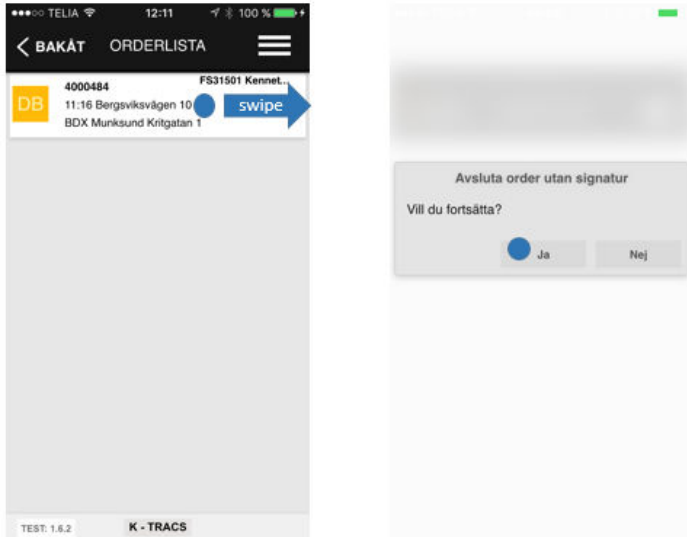 TELIA 12:11 100 %
BAKÅT ORDERLISTA
4000484 FS31501 Kennet...
DB
11:16 Bergsviksvägen 10
swipe
BDX Munksund Kritgatan 1
TEST: 1.6.2 K - TRACS
Avsluta order utan signatur
Vill du fortsätta?
Ja Nej